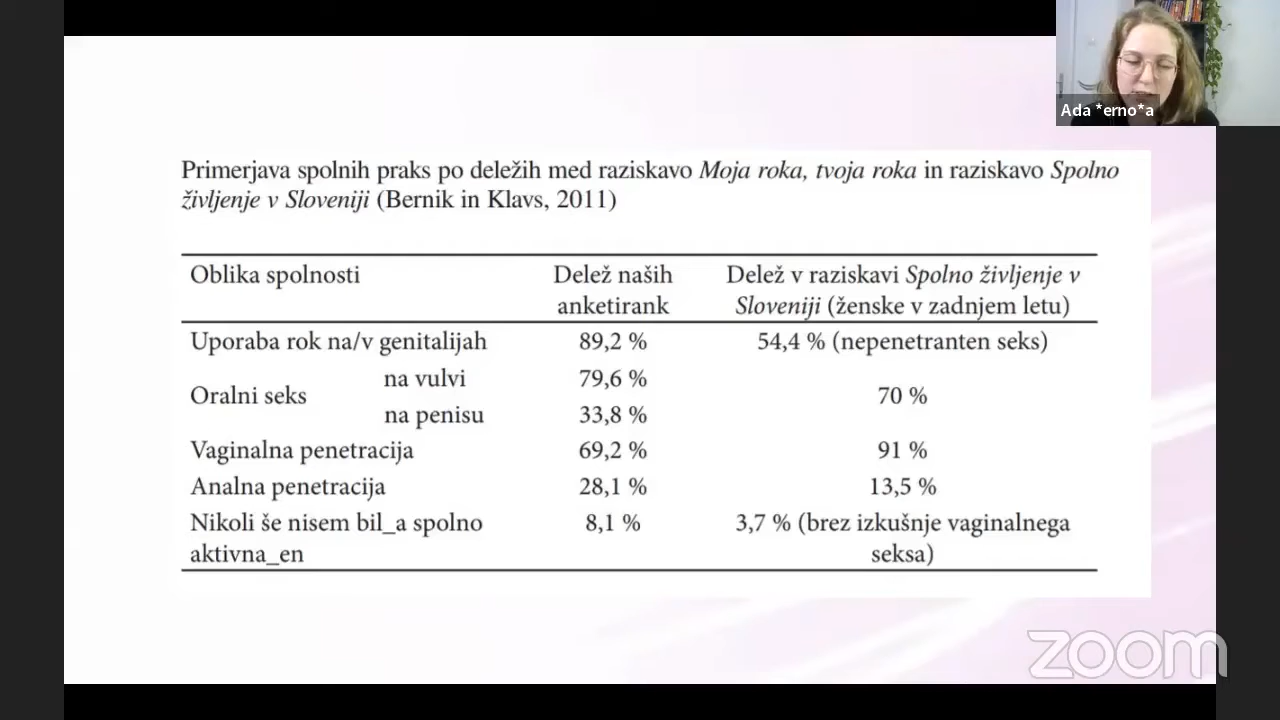 Ada *erno*a
Primerjava spolnih praks po deležih med raziskavo Moja roka, tvoja roka in raziskavo Spolno
življenje v Sloveniji (Bernik in Klavs, 2011)
Oblika spolnosti
Delež naših
anketirank
Delež v raziskavi Spolno življenje v
Sloveniji (ženske v zadnjem letu)
Uporaba rok na/v genitalijah 89,2 % 54,4 % (nepenetranten seks)
Oralni seks
na vulvi 79,6 %
na penisu 33,8 %
70 %
Vaginalna penetracija 69,2 % 91 %
Analna penetracija 28,1 % 13,5 %
Nikoli še nisem bil_a spolno
aktivna_en
8,1 %
3,7 % (brez izkušnje vaginalnega
seksa)
zoom